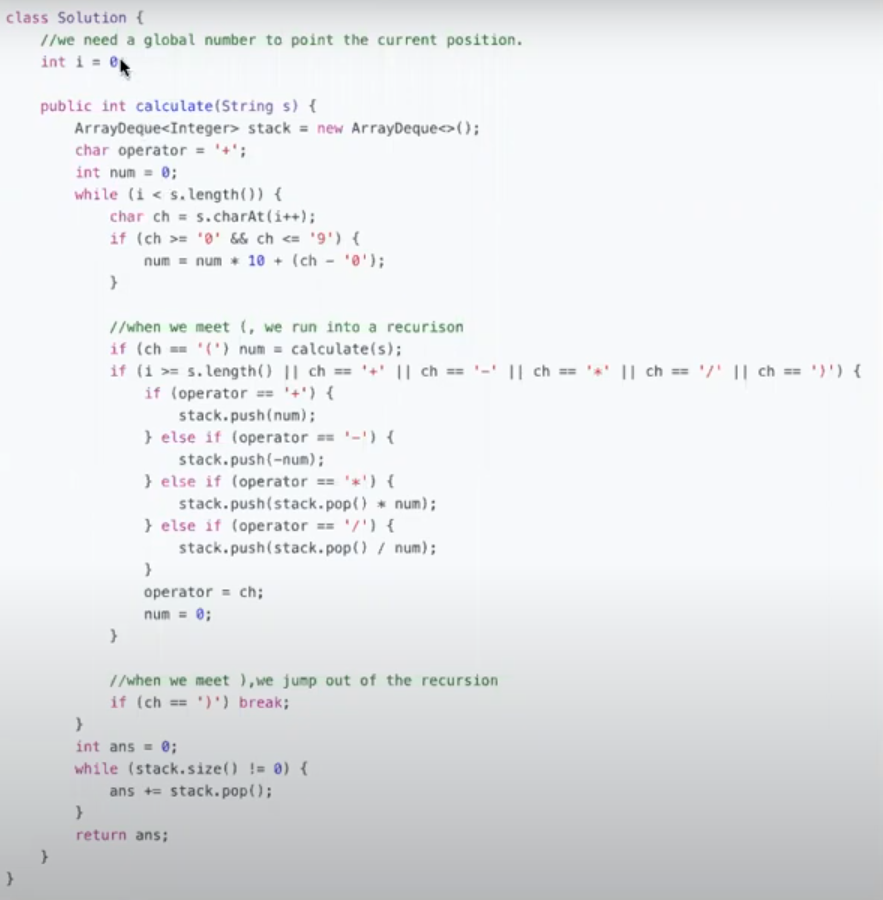 class Solution {
//we need a global number to point the current position.
int i = 0;
public int calculate(String s) {
ArrayDeque<Integer> stack = new ArrayDeque<>();
char operator = '+';
int num = 0;
while (i < s.length()) {
char ch = s.charAt(i++);
if (ch >= '0' && ch <= '9') {
num = num * 10 + (ch - '0');
}
//when we meet (, we run into a recurison
if (ch == '(') num = calculate(s);
if (i >= s.length() || ch == '+' || ch == '-' || ch == '*' || ch == '/' || ch == ')') {
if (operator == '+') {
stack.push(num);
} else if (operator == '-') {
stack.push(-num);
} else if (operator == '*') {
stack.push(stack.pop() * num);
} else if (operator == '/') {
stack.push(stack.pop() / num);
}
operator = ch;
num = 0;
}
//when we meet ),we jump out of the recursion
if (ch == ')') break;
}
int ans = 0;
while (stack.size() != 0) {
ans += stack.pop();
}
return ans;
}
}